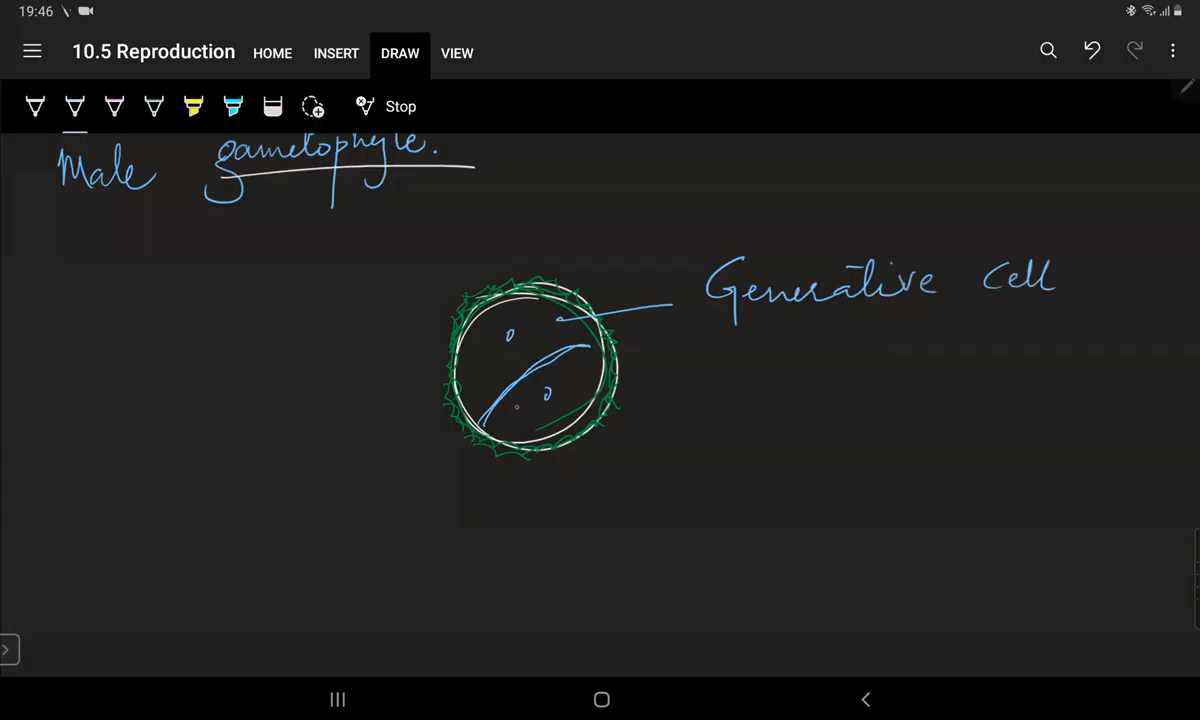 19:46
10.5 Reproduction HOME INSERT DRAW VIEW
Stop
Male gametophyte.
Generative cell